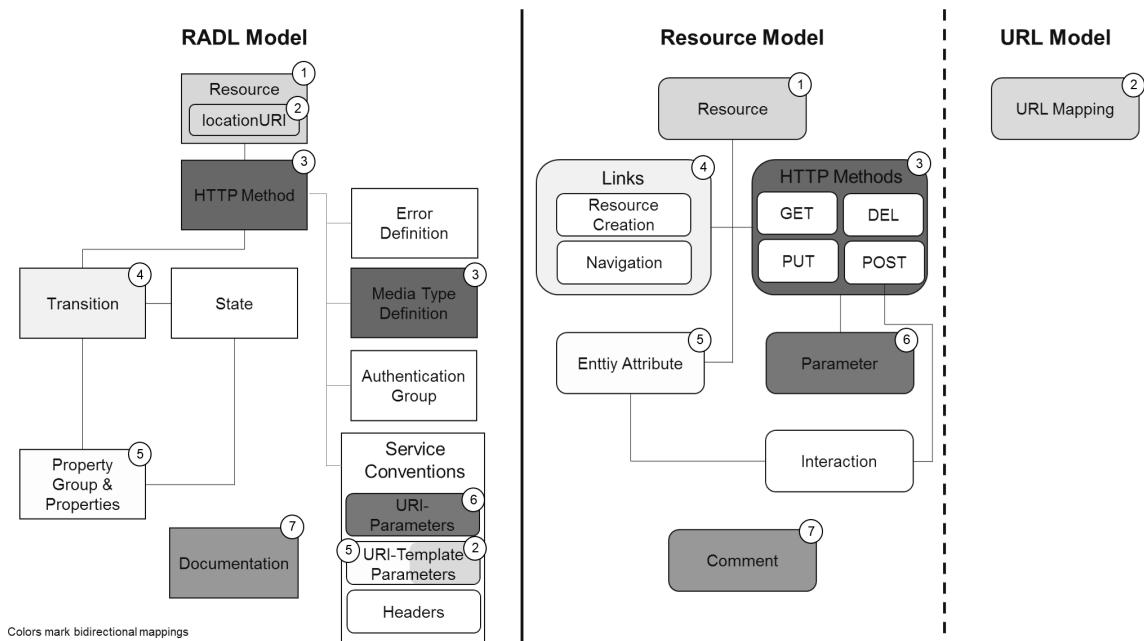 RADL Model
Resource
1
locationURI
2
HTTP Method
3
Error
Definition
Transition
4
State
Media Type
Definition
3
Authentication
Group
Property
Group &
Properties
5
Service
Conventions
URI-
Parameters
6
5
URI-Template
Parameters
2
Headers
Documentation
7
Colors mark bidirectional mappings
Resource Model
Resource
1
Links
4
Resource
Creation
Navigation
HTTP Methods
3
GET
DEL
PUT
POST
Enttiy Attribute
5
Parameter
6
Interaction
Comment
7
URL Model
URL Mapping
2